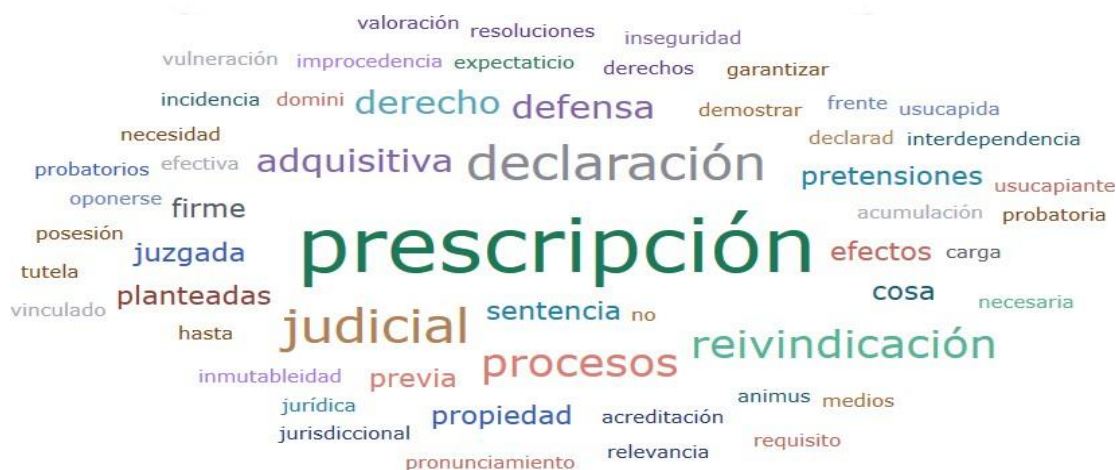 valoración resoluciones inseguridad
vulneración improcedencia expectaticio derechos garantizar
incidencia domini derecho defensa demostrar frente usucapida
necesidad declarad interdependencia
probatorios efectiva adquisitiva declaración pretensiones usucapiante
oponerse firme acumulación probatoria
posesión juzgada prescripción efectos carga
tutela planteadas cosa necesaria
vinculado judicial sentencia no
hasta procesos reivindicación
inmutableidad previa animus medios
jurídica propiedad acreditación
jurisdiccional relevancia requisito
pronunciamiento